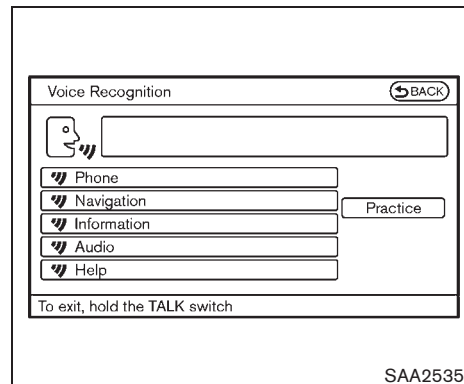 Voice Recognition
BACK
Phone
Navigation
Practice
Information
Audio
Help
To exit, hold the TALK switch
SAA2535